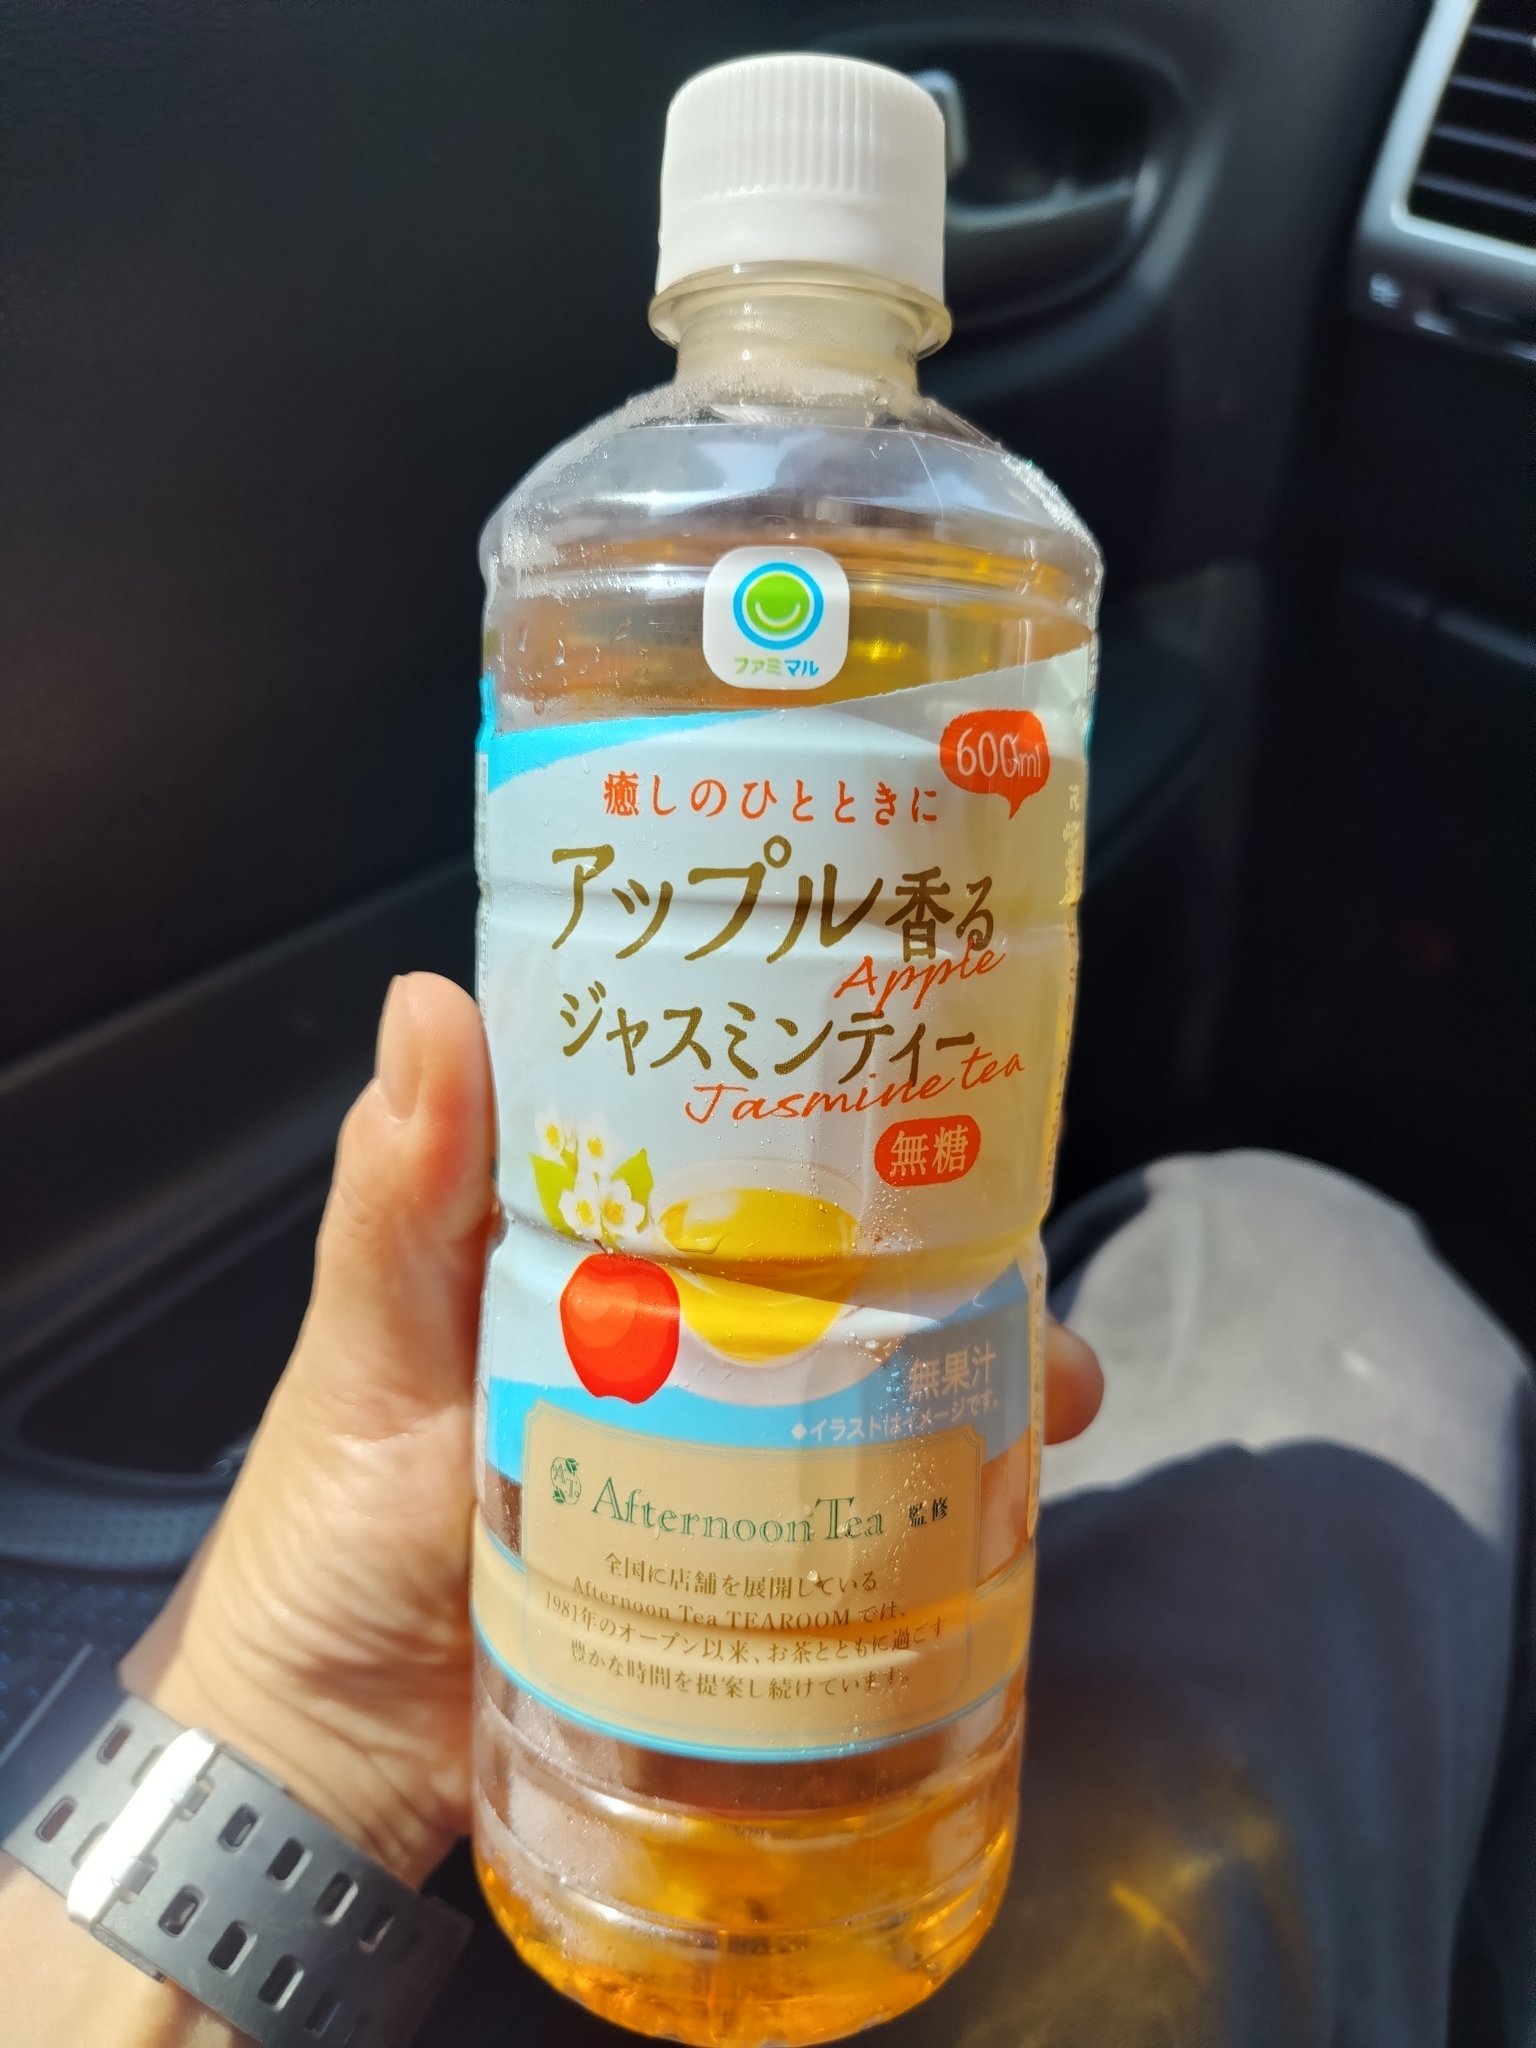 ファミマル
600ml
癒しのひとときに
アップル香る
Apple
ジャスミンティー
Jasmine tea
無糖
無果汁
◆イラストはイメージです。
A.T.
Afternoon Tea 監修
全国に店舗を展開している
Afternoon Tea TEAROOMでは、
1981年のオープン以来、お茶とともに過ごす
豊かな時間を提案し続けています。